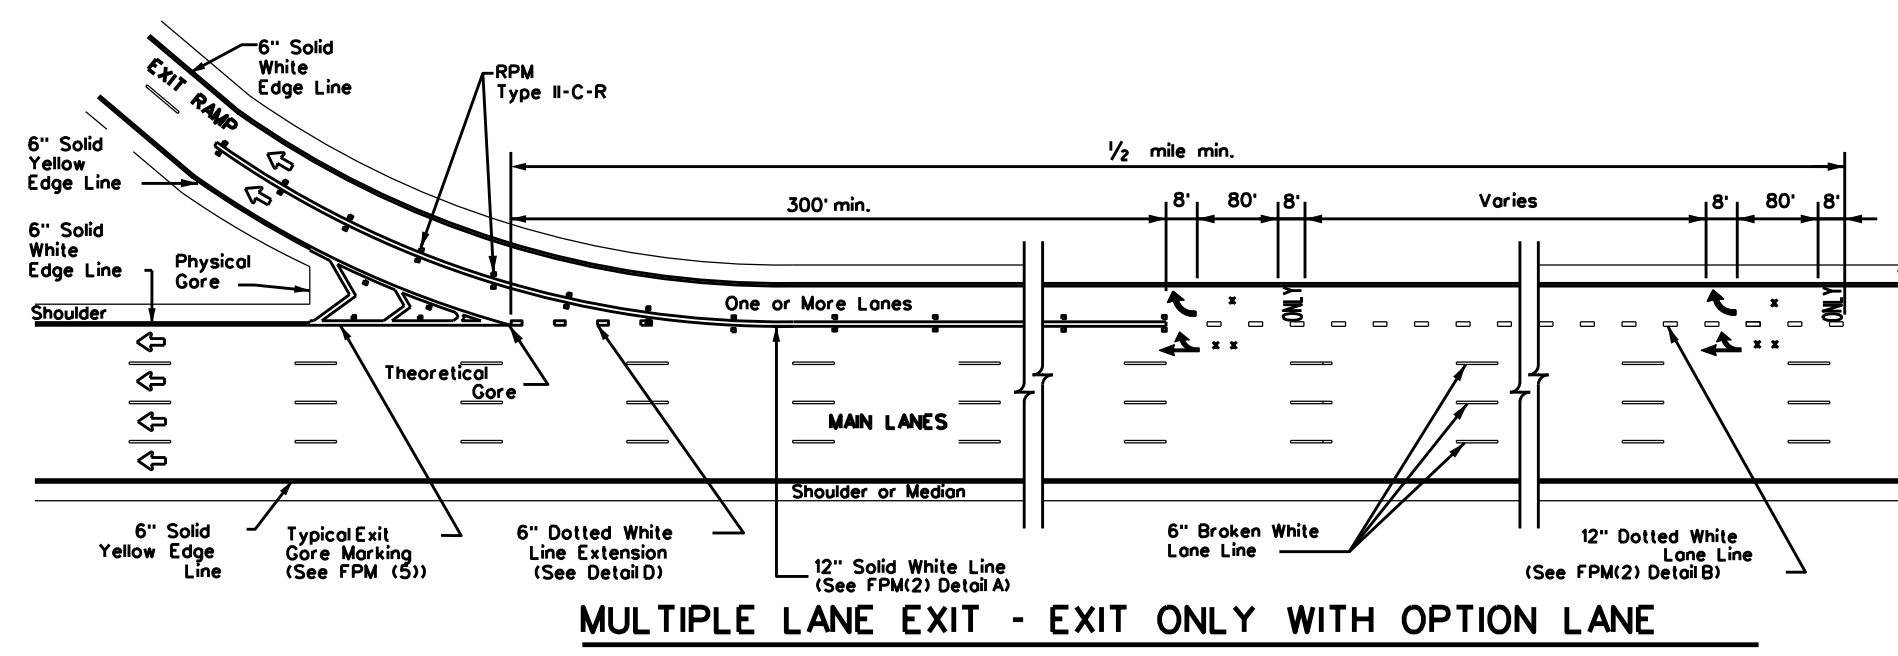 6" Solid
White
Edge Line
EXIT RAMP
RPM
Type II-C-R
6" Solid
Yellow
Edge Line
½ mile min.
300' min.
8'
80'
8'
Varies
8'
80'
8'
6" Solid
White
Edge Line
Physical
Gore
Shoulder
One or More Lanes
x
ONLY
x
ONLY
x x
x x
Theoretical
Gore
MAIN LANES
Shoulder or Median
6" Solid
Yellow Edge
Line
Typical Exit
Gore Marking
(See FPM (5))
6" Dotted White
Line Extension
(See Detail D)
12" Solid White Line
(See FPM(2) Detail A)
6" Broken White
Lane Line
12" Dotted White
Lane Line
(See FPM(2) Detail B)
MULTIPLE LANE EXIT - EXIT ONLY WITH OPTION LANE